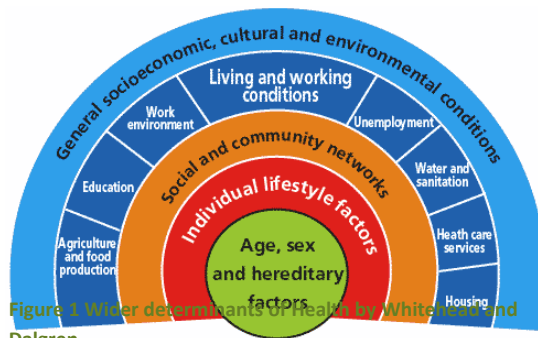 General socioeconomic, cultural and environmental conditions
Living and working
conditions
Work
environment
Unemployment
Education
Water and
sanitation
Agriculture
and food
production
Heath care
services
Housing
Social and community networks
Individual lifestyle factors
Age, sex
and hereditary
factors
Figure 1 Wider determinants of Health by Whitehead and
Dalgren